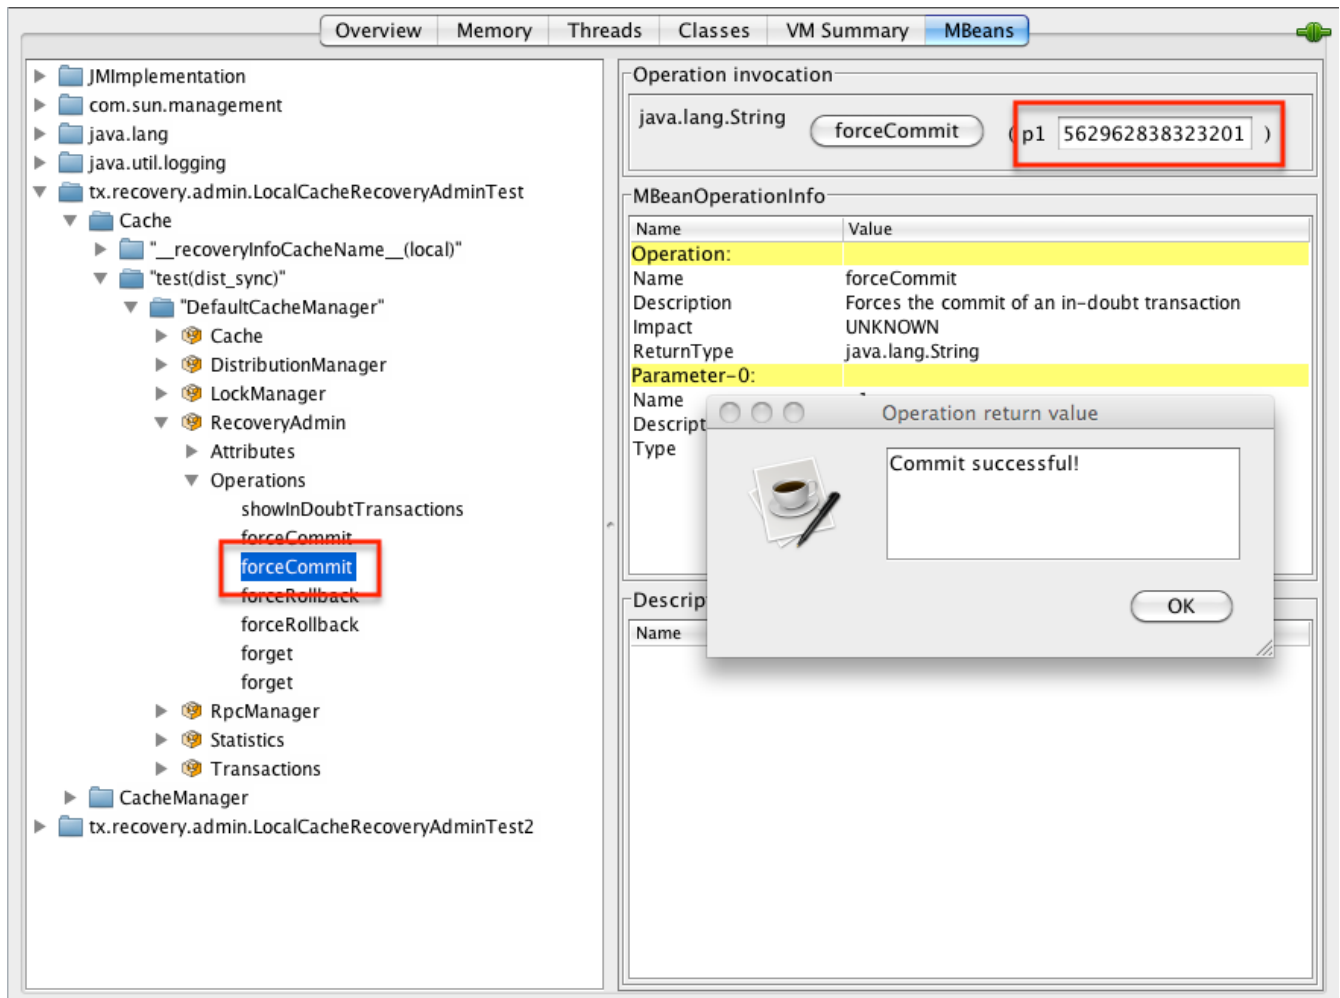 Overview Memory Threads Classes VM Summary MBeans
JMImplementation
com.sun.management
java.lang
java.util.logging
tx.recovery.admin.LocalCacheRecoveryAdminTest
Cache
"__recoveryInfoCacheName__(local)"
"test(dist_sync)"
"DefaultCacheManager"
Cache
DistributionManager
LockManager
RecoveryAdmin
Attributes
Operations
showInDoubtTransactions
forceCommit
forceCommit
forceRollback
forceRollback
forget
forget
RpcManager
Statistics
Transactions
CacheManager
tx.recovery.admin.LocalCacheRecoveryAdminTest2
Operation invocation
java.lang.String forceCommit ( p1 562962838323201 )
MBeanOperationInfo
Name Value
Operation:
Name forceCommit
Description Forces the commit of an in-doubt transaction
Impact UNKNOWN
ReturnType java.lang.String
Parameter-0:
Name
Descript
Type
Operation return value
Commit successful!
OK
Descrip
Name